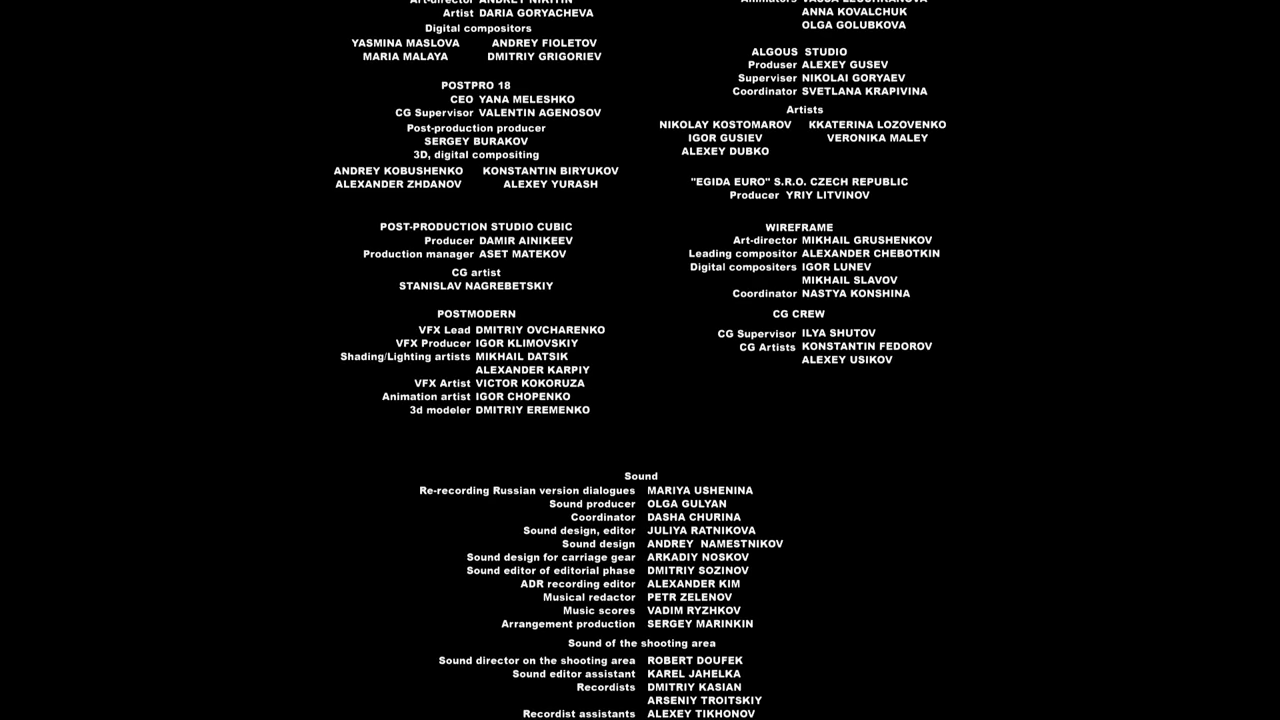 Artist DARIA GORYACHEVA
Digital compositors
YASMINA MASLOVA ANDREY FIOLETOV
MARIA MALAYA DMITRIY GRIGORIEV
POSTPRO 18
CEO YANA MELESHKO
CG Supervisor VALENTIN AGENOSOV
Post-production producer
SERGEY BURAKOV
3D, digital compositing
ANDREY KOBUSHENKO KONSTANTIN BIRYUKOV
ALEXANDER ZHDANOV ALEXEY YURASH
POST-PRODUCTION STUDIO CUBIC
Producer DAMIR AINIKEEV
Production manager ASET MATEKOV
CG artist
STANISLAV NAGREBETSKIY
POSTMODERN
VFX Lead DMITRIY OVCHARENKO
VFX Producer IGOR KLIMOVSKIY
Shading/Lighting artists MIKHAIL DATSIK
ALEXANDER KARPIY
VFX Artist VICTOR KOKORUZA
Animation artist IGOR CHOPENKO
3d modeler DMITRIY EREMENKO
ANNA KOVALCHUK
OLGA GOLUBKOVA
ALGOUS STUDIO
Produser ALEXEY GUSEV
Superviser NIKOLAI GORYAEV
Coordinator SVETLANA KRAPIVINA
Artists
NIKOLAY KOSTOMAROV KKATERINA LOZOVENKO
IGOR GUSIEV VERONIKA MALEY
ALEXEY DUBKO
"EGIDA EURO" S.R.O. CZECH REPUBLIC
Producer YRIY LITVINOV
WIREFRAME
Art-director MIKHAIL GRUSHENKOV
Leading compositor ALEXANDER CHEBOTKIN
Digital compositers IGOR LUNEV
MIKHAIL SLAVOV
Coordinator NASTYA KONSHINA
CG CREW
CG Supervisor ILYA SHUTOV
CG Artists KONSTANTIN FEDOROV
ALEXEY USIKOV
Sound
Re-recording Russian version dialogues MARIYA USHENINA
Sound producer OLGA GULYAN
Coordinator DASHA CHURINA
Sound design, editor JULIYA RATNIKOVA
Sound design ANDREY NAMESTNIKOV
Sound design for carriage gear ARKADIY NOSKOV
Sound editor of editorial phase DMITRIY SOZINOV
ADR recording editor ALEXANDER KIM
Musical redactor PETR ZELENOV
Music scores VADIM RYZHKOV
Arrangement production SERGEY MARINKIN
Sound of the shooting area
Sound director on the shooting area ROBERT DOUFEK
Sound editor assistant KAREL JAHELKA
Recordists DMITRIY KASIAN
ARSENIY TROITSKIY
Recordist assistants ALEXEY TIKHONOV